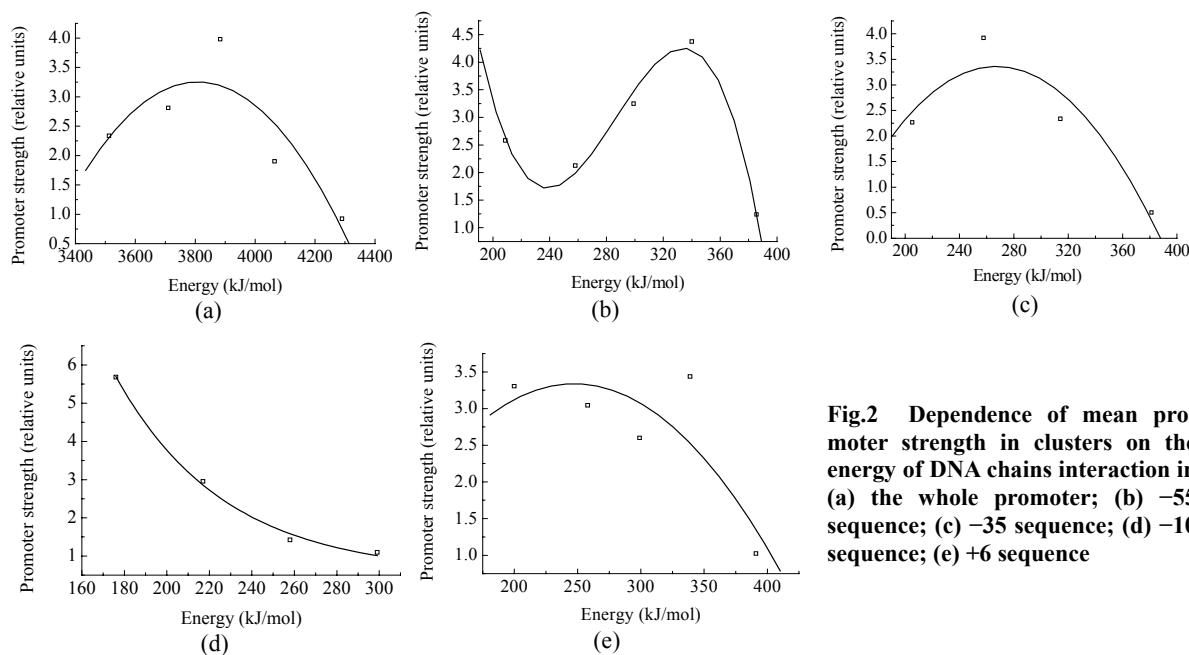 Promoter strength (relative units)
4.0
3.5
3.0
2.5
2.0
1.5
1.0
0.5
3400 3600 3800 4000 4200 4400
Energy (kJ/mol)
(a)
Promoter strength (relative units)
4.5
4.0
3.5
3.0
2.5
2.0
1.5
1.0
200 240 280 320 360 400
Energy (kJ/mol)
(b)
Promoter strength (relative units)
4.0
3.5
3.0
2.5
2.0
1.5
1.0
0.5
0.0
200 240 280 320 360 400
Energy (kJ/mol)
(c)
Promoter strength (relative units)
6
5
4
3
2
1
160 180 200 220 240 260 280 300
Energy (kJ/mol)
(d)
Promoter strength (relative units)
3.5
3.0
2.5
2.0
1.5
1.0
200 250 300 350 400
Energy (kJ/mol)
(e)
Fig.2 Dependence of mean pro
moter strength in clusters on the
energy of DNA chains interaction in
(a) the whole promoter; (b) −55
sequence; (c) −35 sequence; (d) −10
sequence; (e) +6 sequence